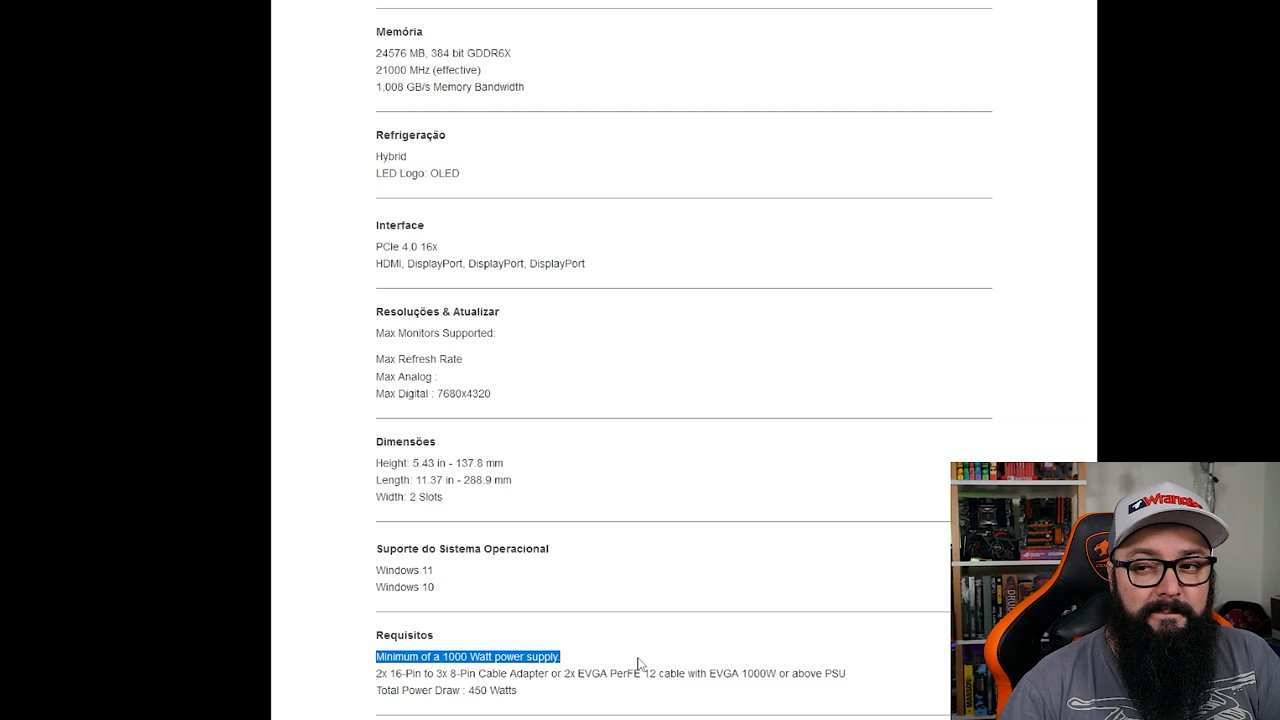 Memória
24576 MB, 384 bit GDDR6X
21000 MHz (effective)
1,008 GB/s Memory Bandwidth
Refrigeração
Hybrid
LED Logo: OLED
Interface
PCIe 4.0 16x
HDMI, DisplayPort, DisplayPort, DisplayPort
Resoluções & Atualizar
Max Monitors Supported:
Max Refresh Rate
Max Analog :
Max Digital : 7680x4320
Dimensões
Height: 5.43 in - 137.8 mm
Length: 11.37 in - 288.9 mm
Width: 2 Slots
Suporte do Sistema Operacional
Windows 11
Windows 10
Requisitos
Minimum of a 1000 Watt power supply.
2x 16-Pin to 3x 8-Pin Cable Adapter or 2x EVGA PerFE 12 cable with EVGA 1000W or above PSU
Total Power Draw : 450 Watts
Wrangler